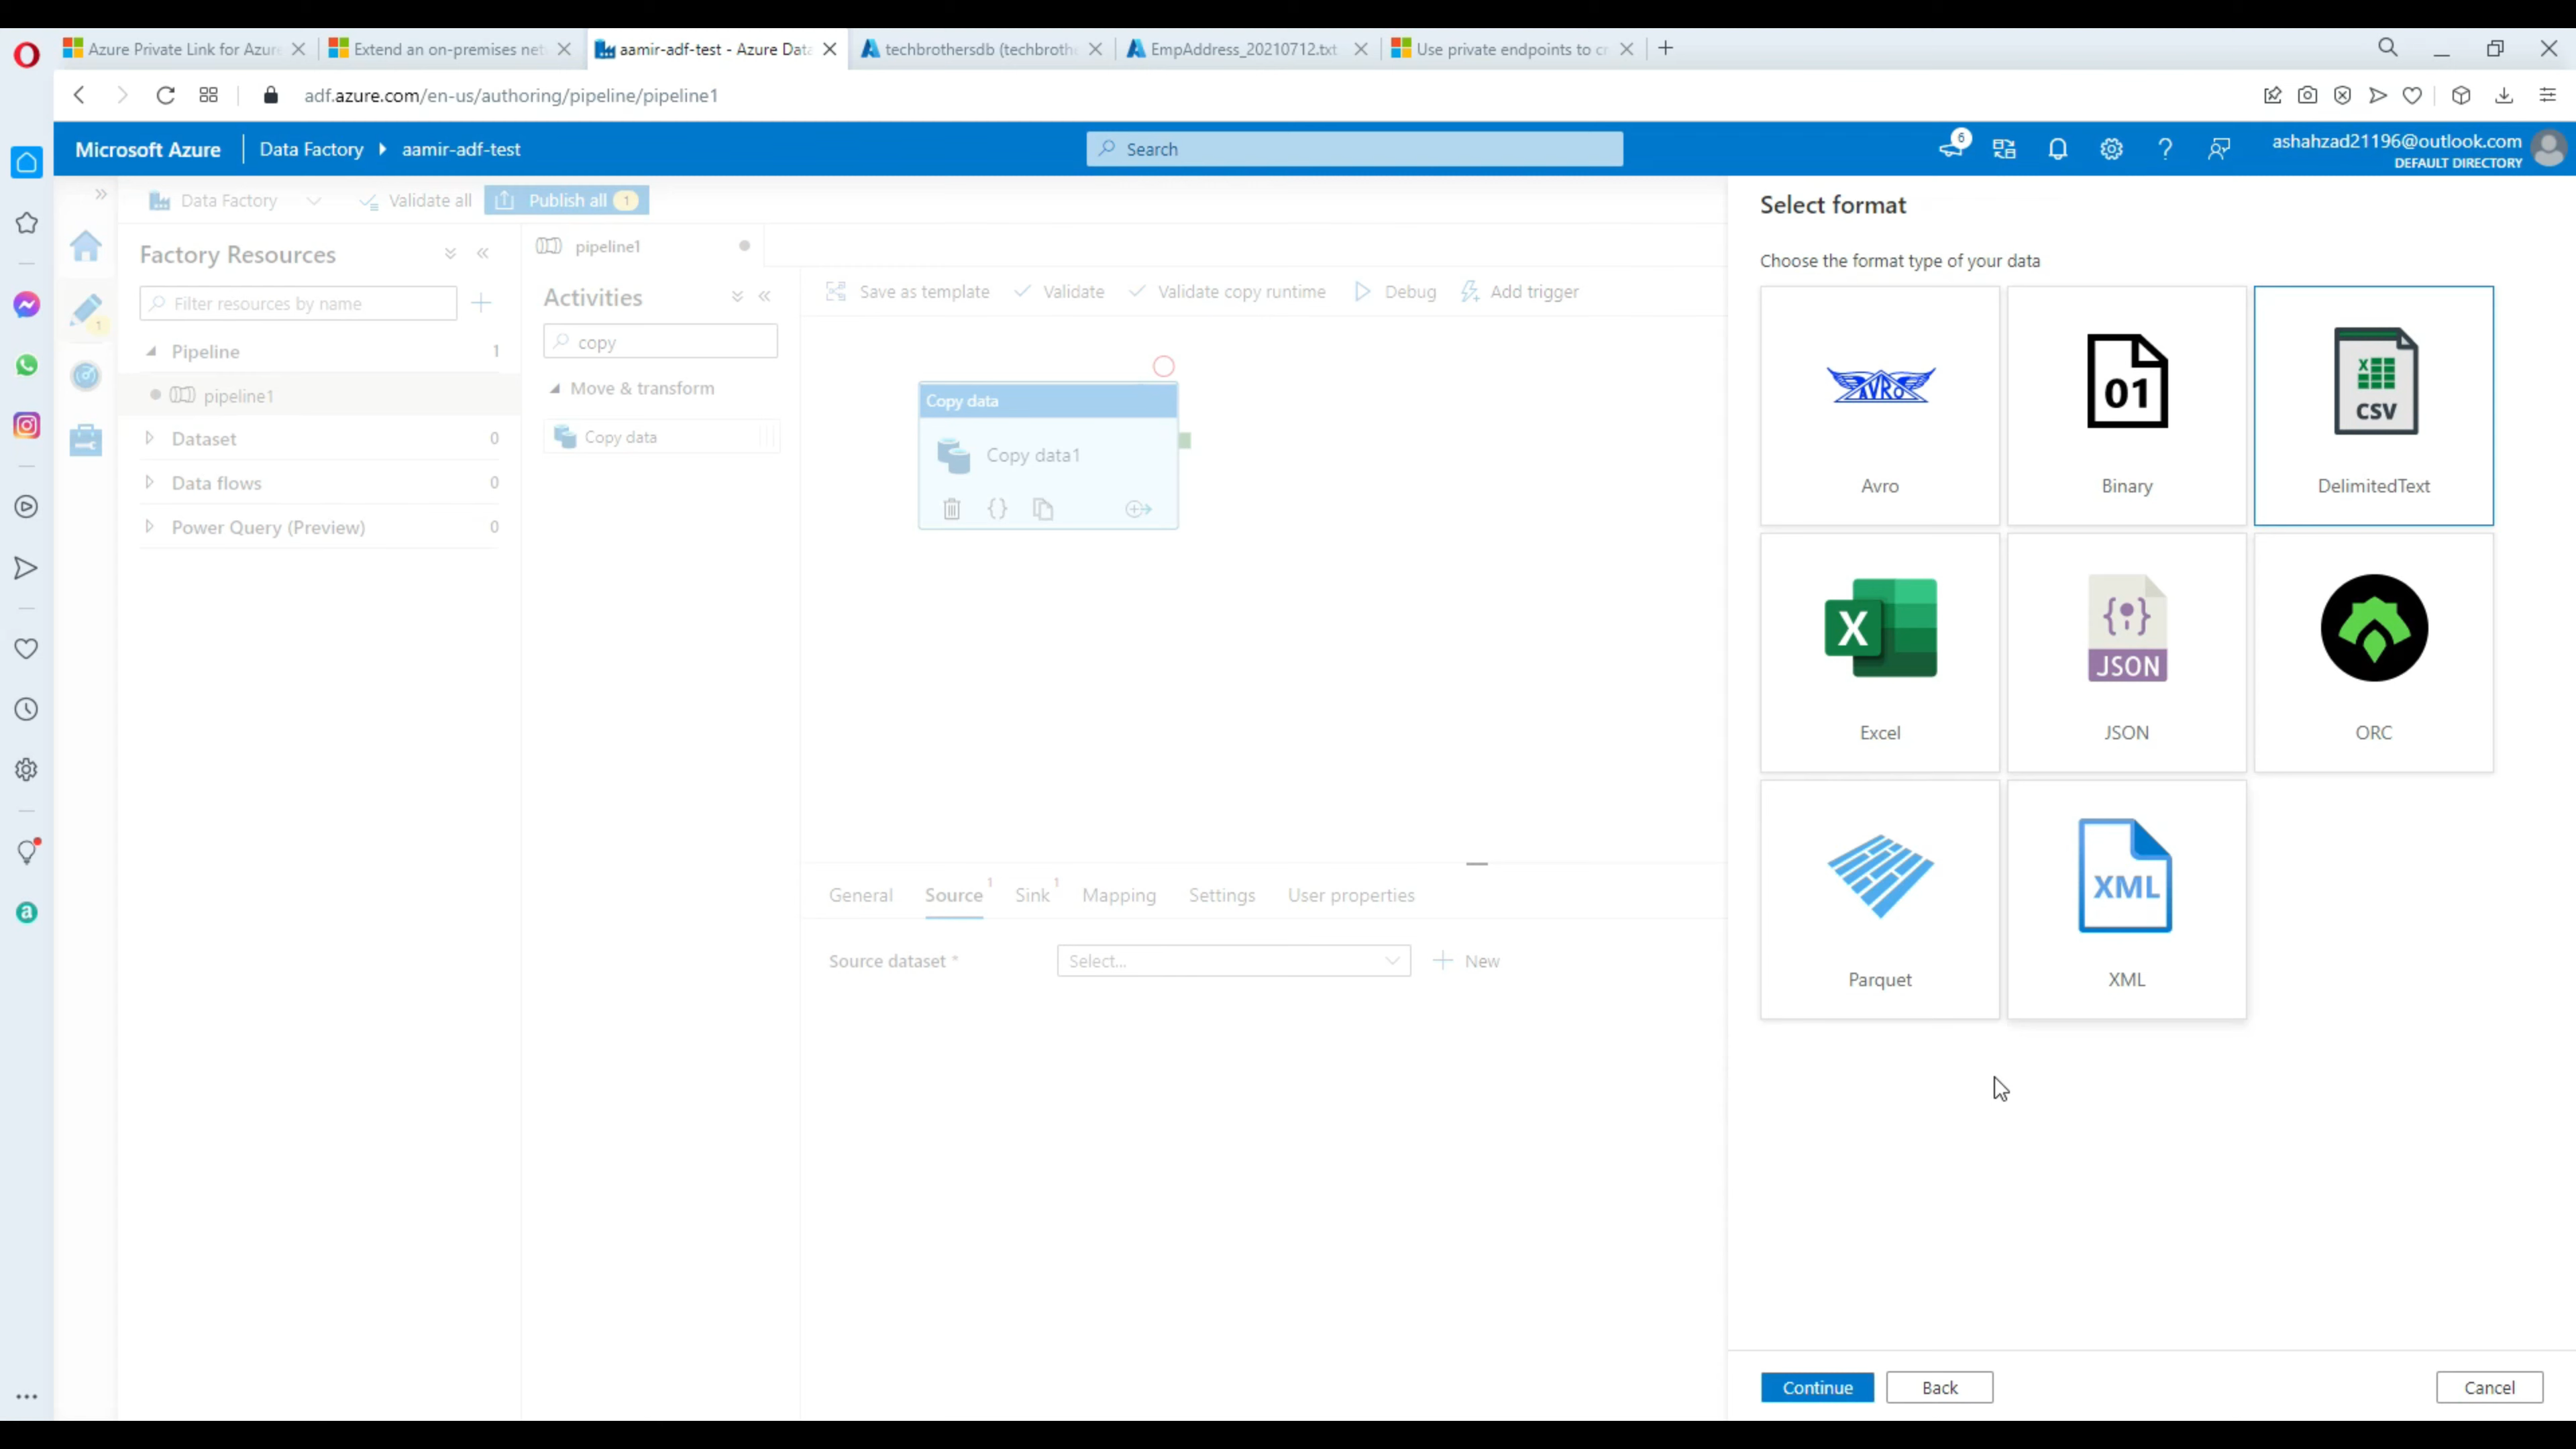 Azure Private Link for Azure
Extend an on-premises net
aamir-adf-test - Azure Data
techbrothersdb (techbroth
EmpAddress_20210712.txt
Use private endpoints to cr
adf.azure.com/en-us/authoring/pipeline/pipeline1
Microsoft Azure
Data Factory
aamir-adf-test
Search
6
ashahzad21196@outlook.com
DEFAULT DIRECTORY
Data Factory
Validate all
Publish all
1
Factory Resources
Filter resources by name
1
Pipeline
1
pipeline1
Dataset
0
Data flows
0
Power Query (Preview)
0
pipeline1
Activities
copy
Move & transform
Copy data
Save as template
Validate
Validate copy runtime
Debug
Add trigger
Copy data
Copy data1
General
Source
1
Sink
1
Mapping
Settings
User properties
Source dataset *
Select...
New
Select format
Choose the format type of your data
AVRO
Avro
01
Binary
X
CSV
DelimitedText
X
Excel
JSON
JSON
ORC
Parquet
XML
XML
Continue
Back
Cancel
a